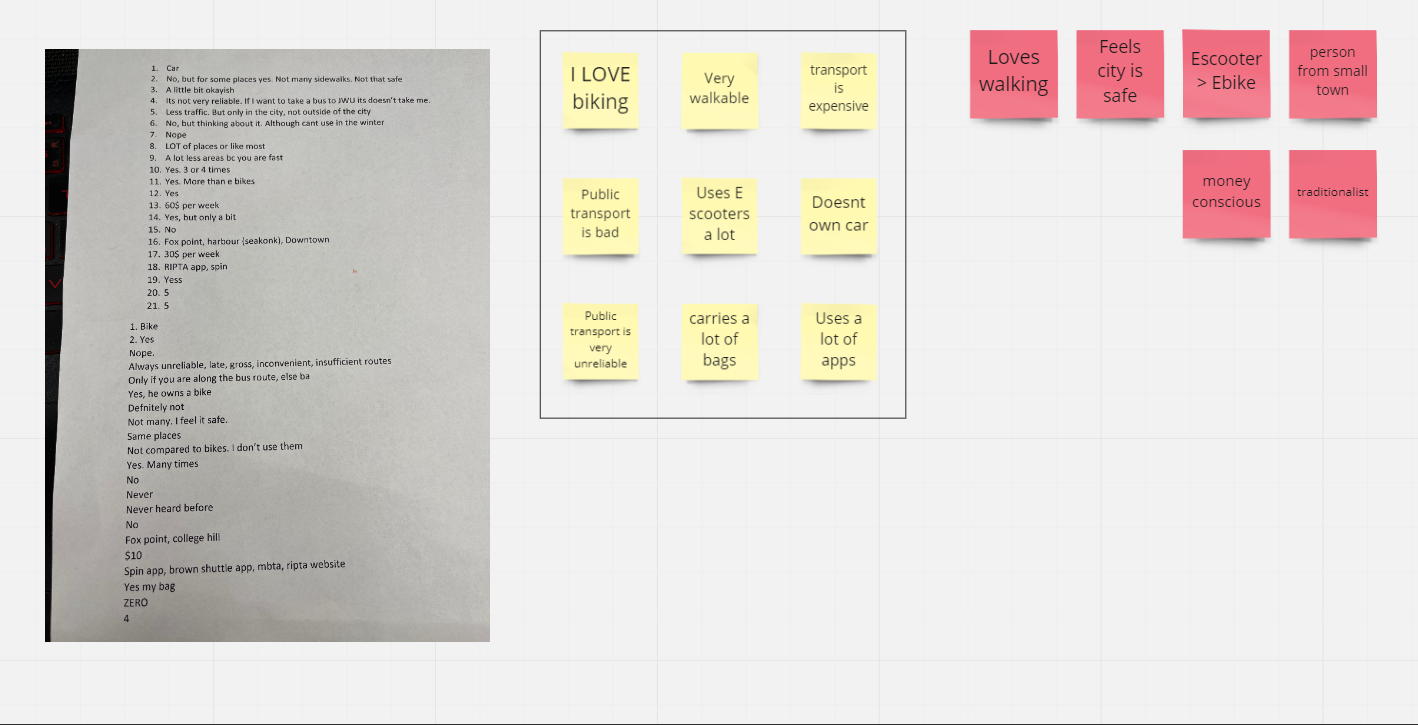 1. Car
2. No, but for some places yes. Not many sidewalks. Not that safe
3. A little bit okayish
4. Its not very reliable. If I want to take a bus to JWU its doesn't take me.
5. Less traffic. But only in the city, not outside of the city
6. No, but thinking about it. Although cant use in the winter
7. Nope
8. LOT of places or like most
9. A lot less areas bc you are fast
10. Yes. 3 or 4 times
11. Yes. More than e bikes
12. Yes
13. 60$ per week
14. Yes, but only a bit
15. No
16. Fox point, harbour (seakonk), Downtown
17. 30$ per week
18. RIPTA app, spin
19. Yess
20. 5
21. 5
1. Bike
2. Yes
Nope.
Always unreliable, late, gross, inconvenient, insufficient routes
Only if you are along the bus route, else ba
Yes, he owns a bike
Defnitely not
Not many. I feel it safe.
Same places
Not compared to bikes. I don't use them
Yes. Many times
No
Never
Never heard before
No
Fox point, college hill
$10
Spin app, brown shuttle app, mbta, ripta website
Yes my bag
ZERO
4
I LOVE
biking
Very
walkable
transport
is
expensive
Public
transport
is bad
Uses E
scooters
a lot
Doesnt
own car
Public
transport is
very
unreliable
carries a
lot of
bags
Uses a
lot of
apps
Loves
walking
Feels
city is
safe
Escooter
> Ebike
person
from small
town
money
conscious
traditionalist